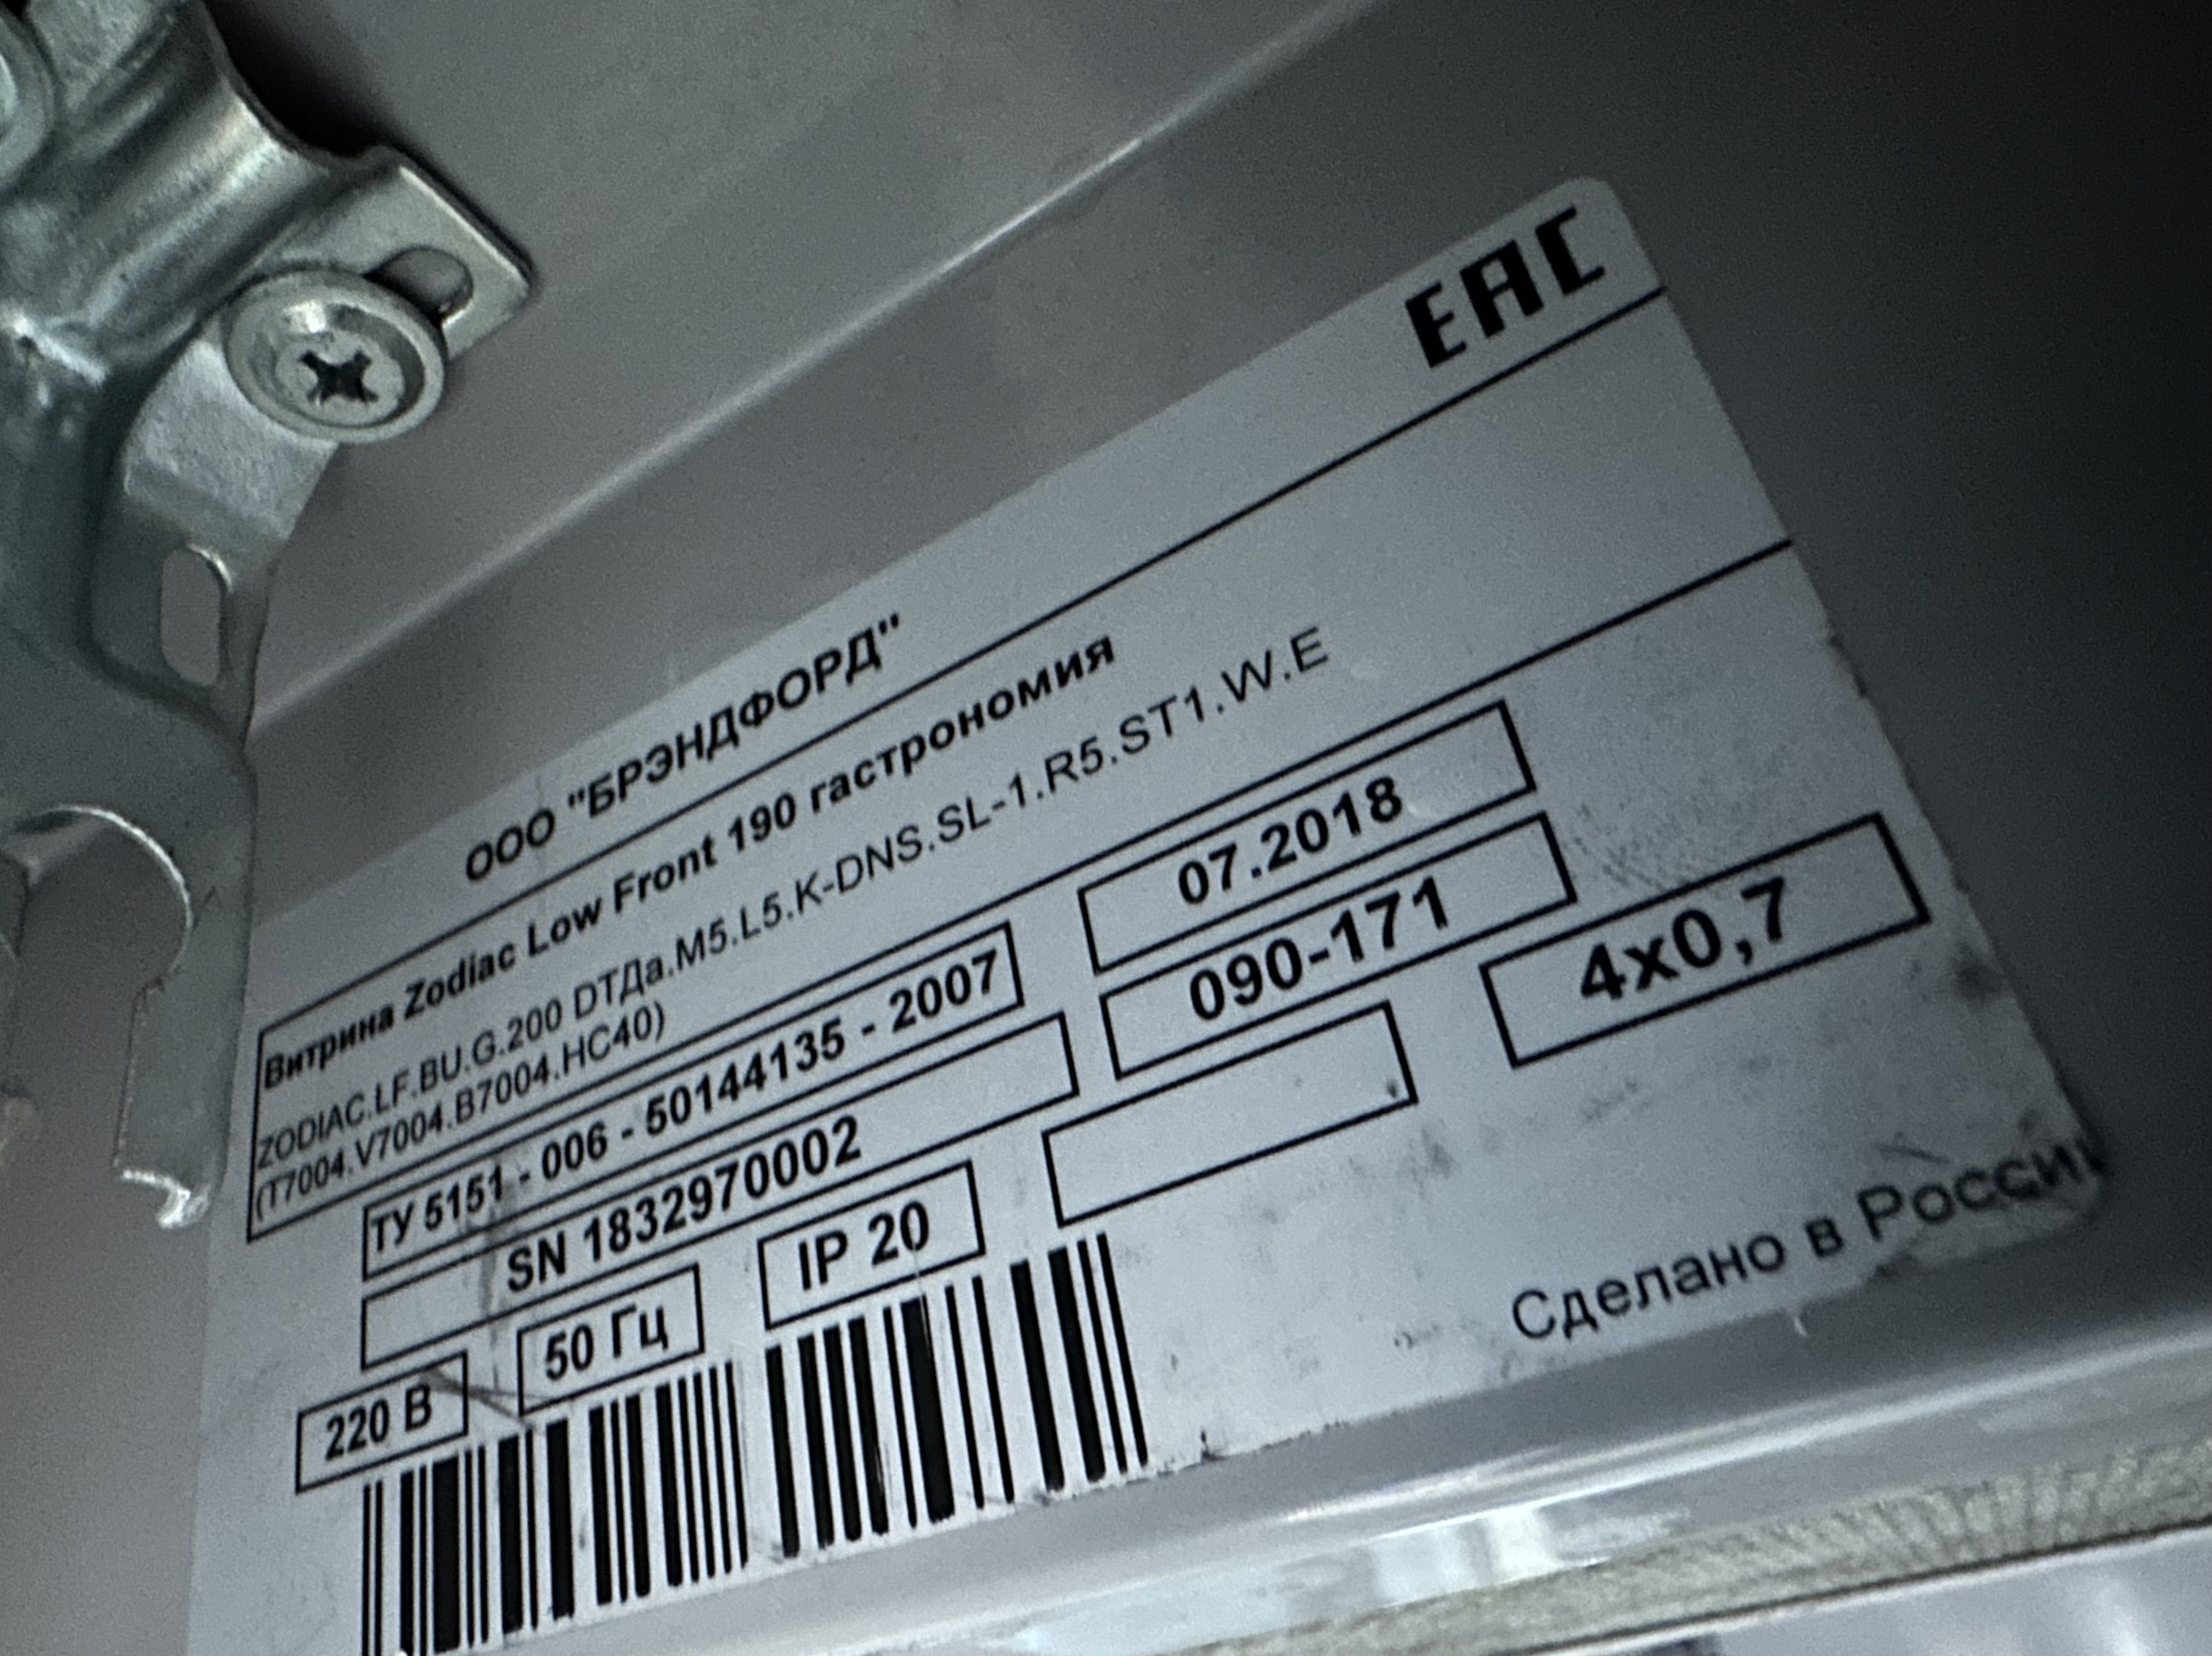 EAC
ООО "БРЭНДФОРД"
Витрина Zodiac Low Front 190 гастрономия
ZODIAC.LF.BU.G.200 DTДа.M5.L5.K-DNS.SL-1.R5.ST1.W.E
(T7004.V7004.B7004.HC40)
ТУ 5151 - 006 - 50144135 - 2007
07.2018
SN 1832970002
090-171
220 В
50 Гц
IP 20
4x0,7
Сделано в России